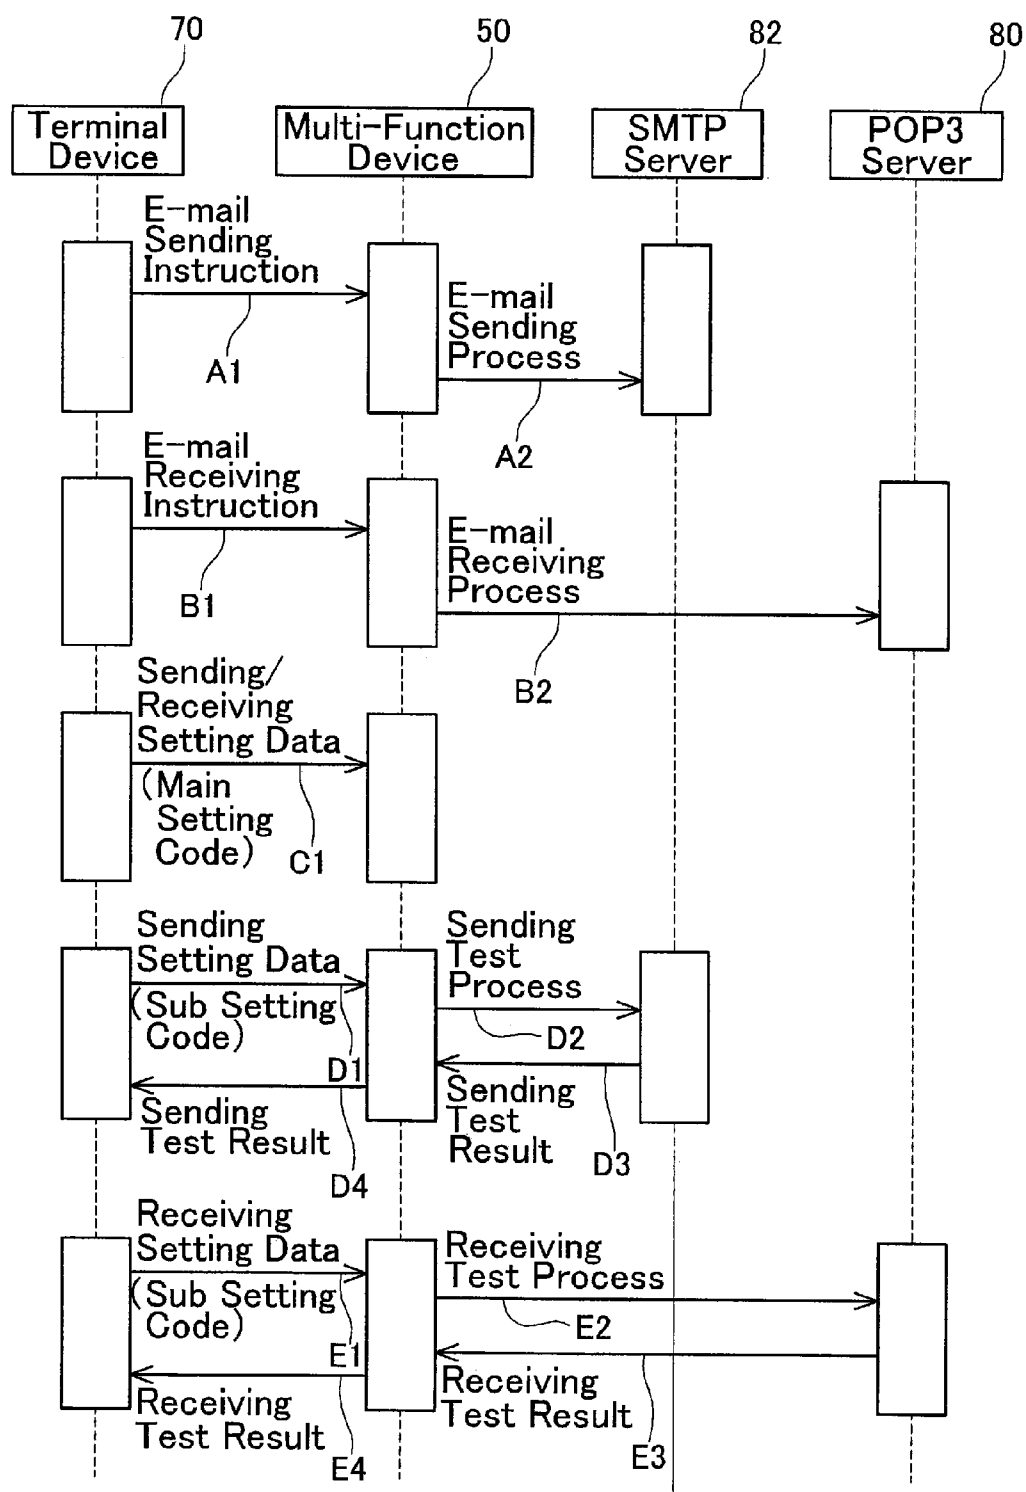 70
50
82
80
Terminal
Device
Multi-Function
Device
SMTP
Server
POP3
Server
E-mail
Sending
Instruction
A1
E-mail
Sending
Process
A2
E-mail
Receiving
Instruction
B1
E-mail
Receiving
Process
B2
Sending/
Receiving
Setting Data
(Main
Setting
Code)
C1
Sending
Setting Data
(Sub Setting
Code)
D1
Sending
Test
Process
D2
Sending
Test
Result
D3
Sending
Test Result
D4
Receiving
Setting Data
(Sub Setting
Code)
E1
Receiving
Test Process
E2
Receiving
Test Result
E3
Receiving
Test Result
E4